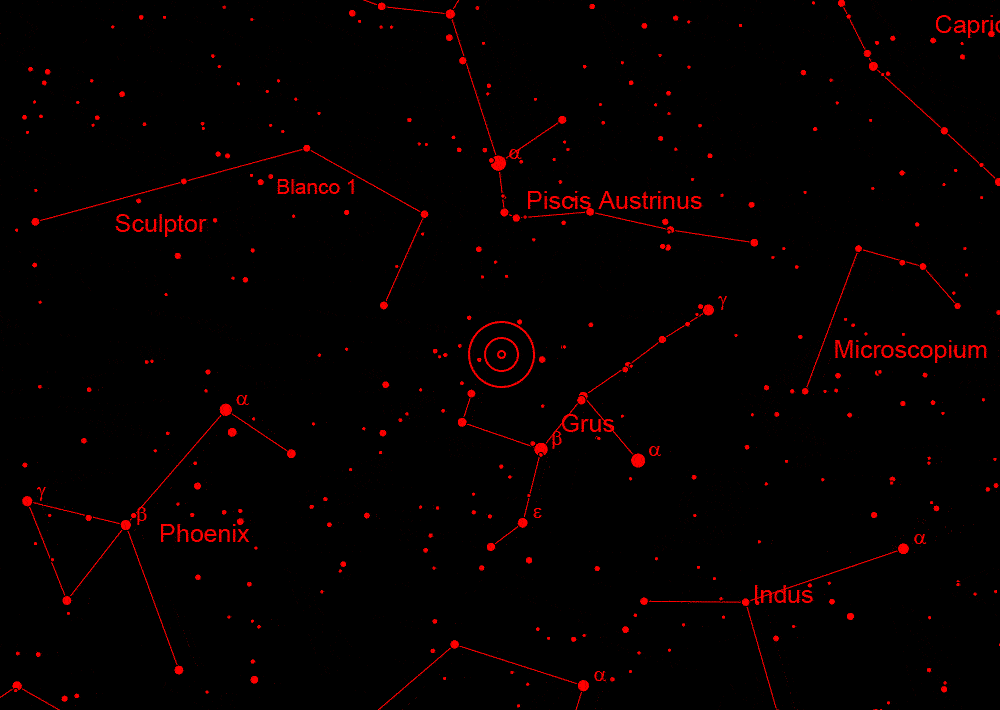 Capric
α
Piscis Austrinus
Blanco 1
Sculptor
γ
Microscopium
α
Grus
β
α
γ
β
Phoenix
ε
α
Indus
α